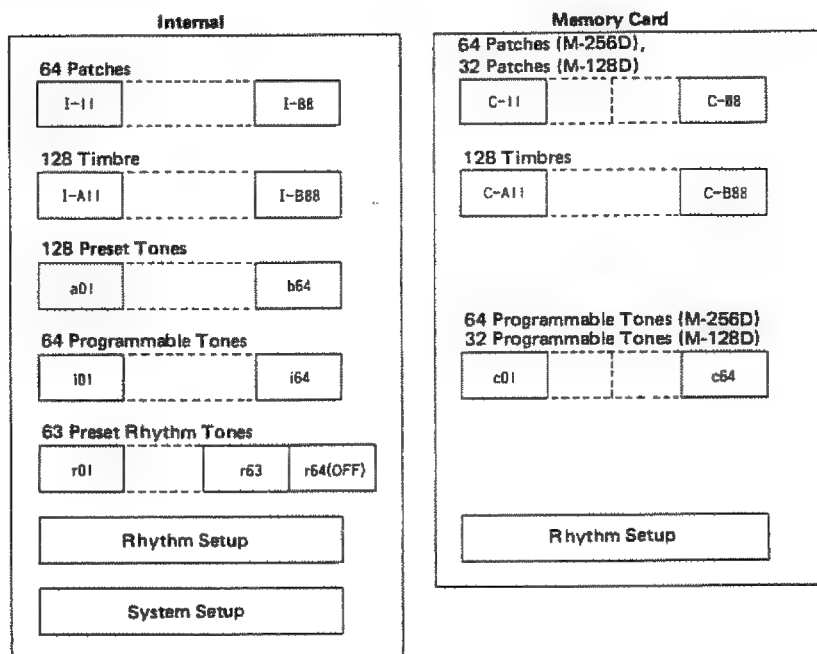 Internal
64 Patches
I-11
I-88
128 Timbre
I-A11
I-B88
128 Preset Tones
a01
b64
64 Programmable Tones
i01
i64
63 Preset Rhythm Tones
r01
r63
r64(OFF)
Rhythm Setup
System Setup
Memory Card
64 Patches (M-256D),
32 Patches (M-128D)
C-11
C-88
128 Timbres
C-A11
C-B88
64 Programmable Tones (M-256D)
32 Programmable Tones (M-128D)
c01
c64
Rhythm Setup